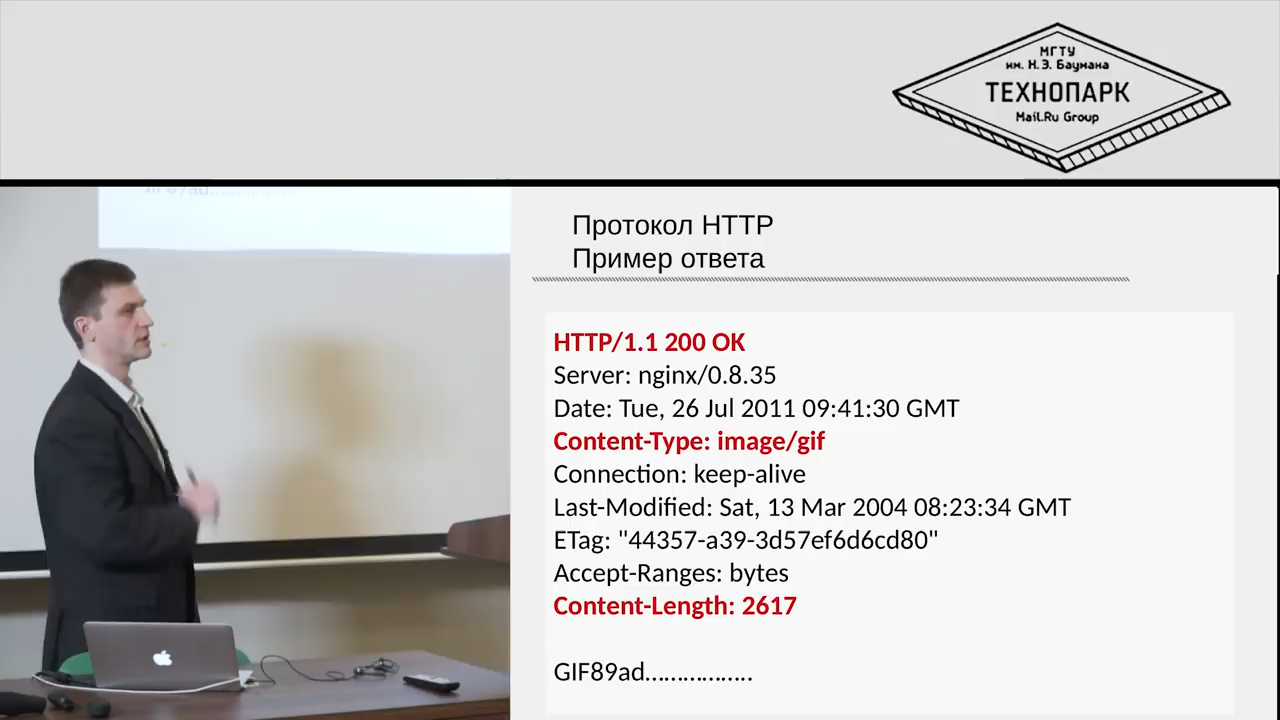 МГТУ
им. Н.Э. Баумана
ТЕХНОПАРК
Mail.Ru Group
Протокол HTTP
Пример ответа
HTTP/1.1 200 OK
Server: nginx/0.8.35
Date: Tue, 26 Jul 2011 09:41:30 GMT
Content-Type: image/gif
Connection: keep-alive
Last-Modified: Sat, 13 Mar 2004 08:23:34 GMT
ETag: "44357-a39-3d57ef6d6cd80"
Accept-Ranges: bytes
Content-Length: 2617
GIF89ad................